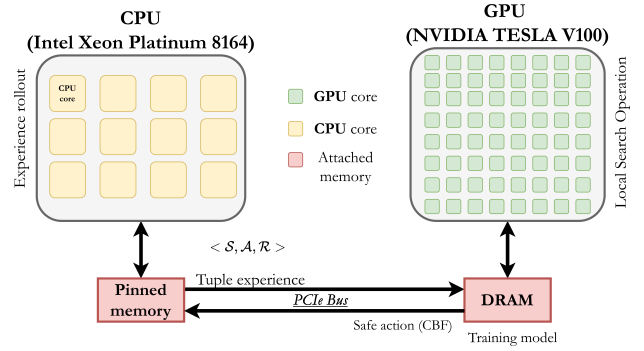 CPU
(Intel Xeon Platinum 8164)
GPU
(NVIDIA TESLA V100)
Experience rollout
CPU
core
GPU core
CPU core
Attached
memory
Local Search Operation
< 𝒮, 𝒜, ℛ >
Tuple experience
Pinned
memory
PCIe Bus
DRAM
Safe action (CBF)
Training model